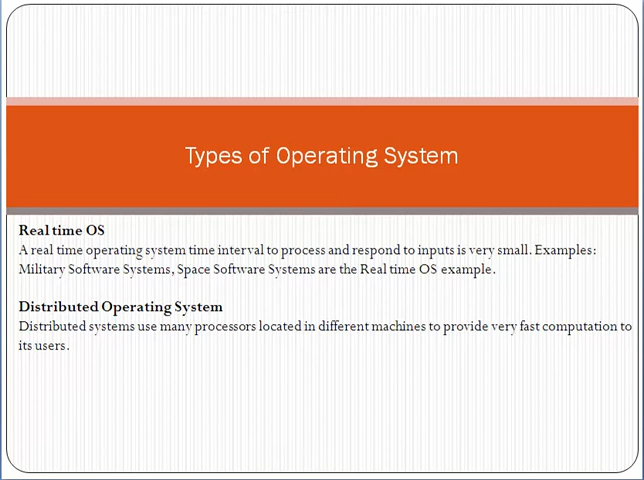 Types of Operating System
Real time OS
A real time operating system time interval to process and respond to inputs is very small. Examples:
Military Software Systems, Space Software Systems are the Real time OS example.
Distributed Operating System
Distributed systems use many processors located in different machines to provide very fast computation to
its users.